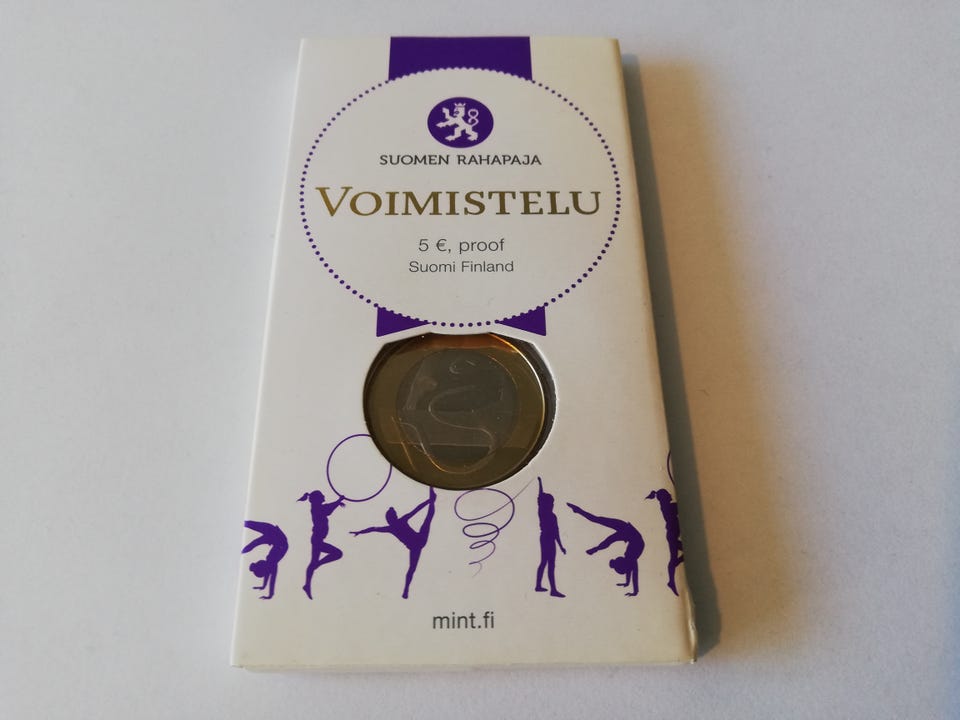 SUOMEN RAHAPAJA
VOIMISTELU
5 €, proof
Suomi Finland
mint.fi